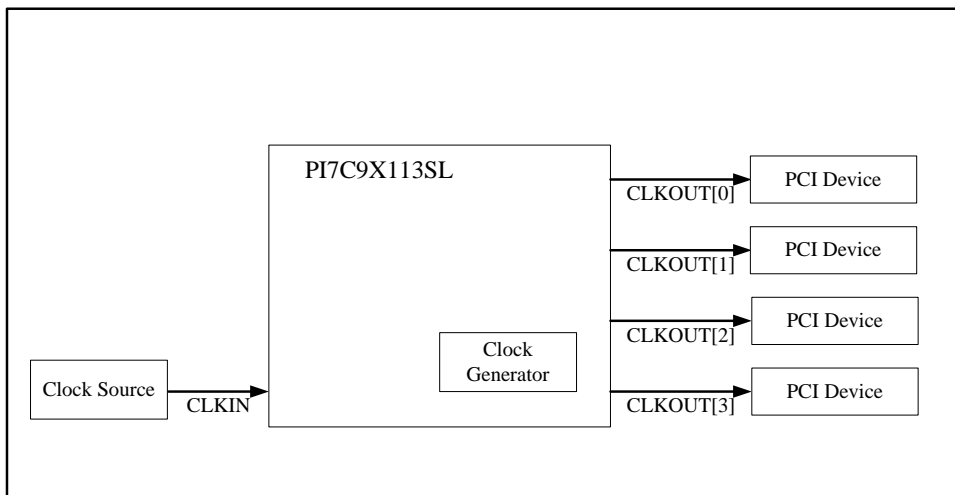 PI7C9X113SL
CLKOUT[0]
PCI Device
CLKOUT[1]
PCI Device
CLKOUT[2]
PCI Device
Clock
Generator
Clock Source
CLKIN
CLKOUT[3]
PCI Device